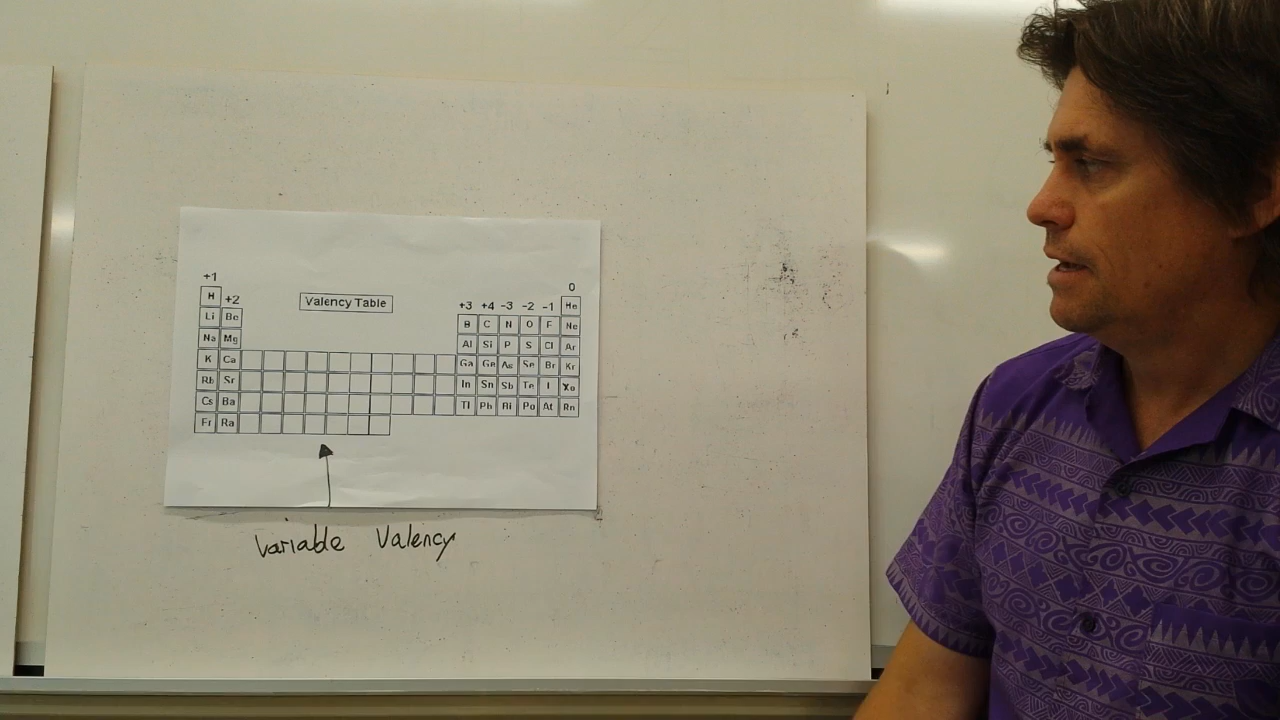 0
+1
H +2 Valency Table +3 +4 -3 -2 -1 He
Li Be B C N O F Ne
Na Mg Al Si P S Cl Ar
K Ca Ga Ge As Se Br Kr
Rb Sr In Sn Sb Te I Xe
Cs Ba Tl Pb Bi Po At Rn
Fr Ra
Variable Valency